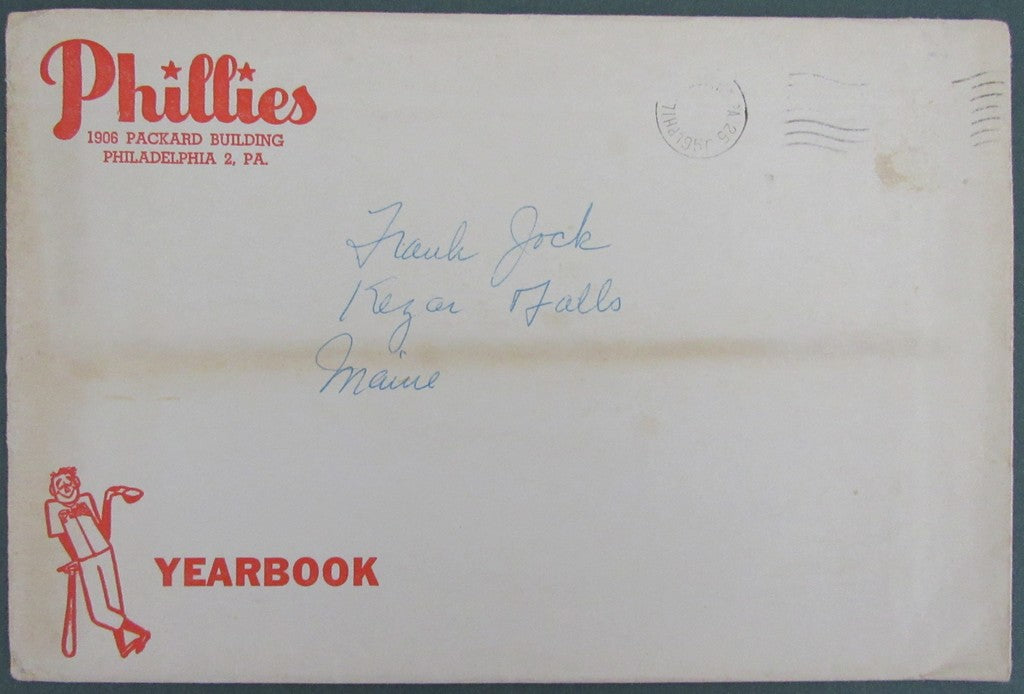 Phillies
1906 PACKARD BUILDING
PHILADELPHIA 2, PA.
Frank Jock
Kezar Falls
Maine
YEARBOOK